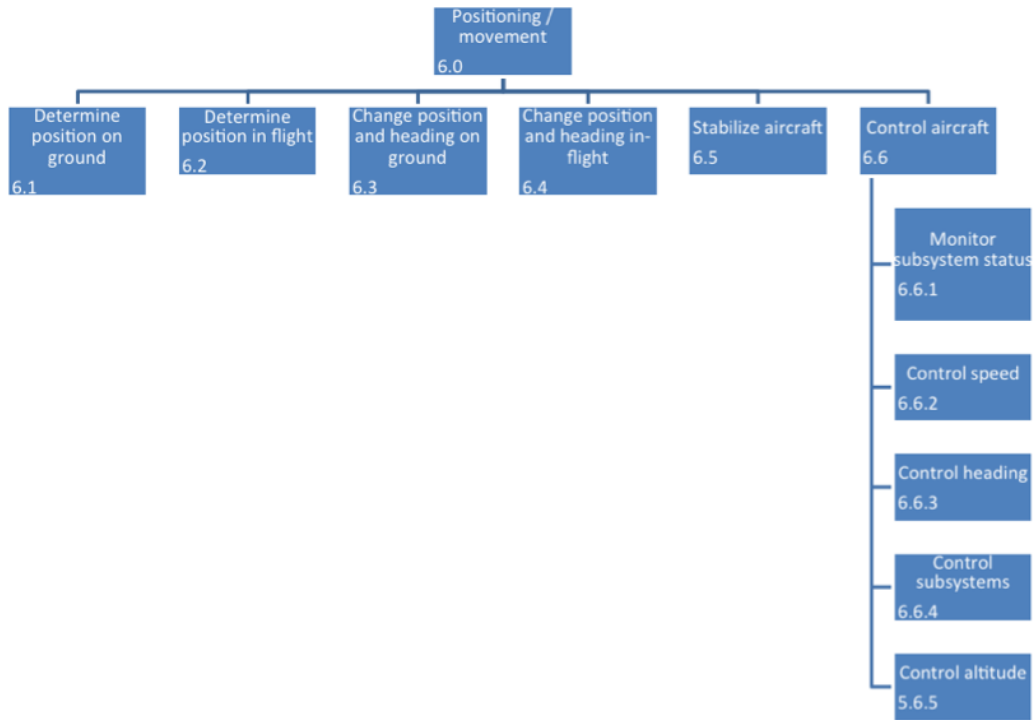 Positioning /
movement
6.0
Determine
position on
ground
6.1
Determine
position in flight
6.2
Change position
and heading on
ground
6.3
Change position
and heading in-
flight
6.4
Stabilize aircraft
6.5
Control aircraft
6.6
Monitor
subsystem status
6.6.1
Control speed
6.6.2
Control heading
6.6.3
Control
subsystems
6.6.4
Control altitude
5.6.5